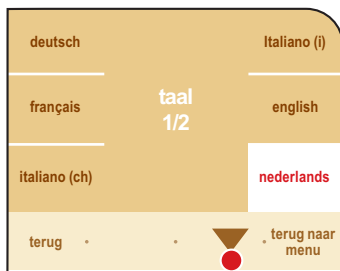 deutsch
Italiano (i)
français
taal
1/2
english
italiano (ch)
nederlands
terug
terug naar
menu